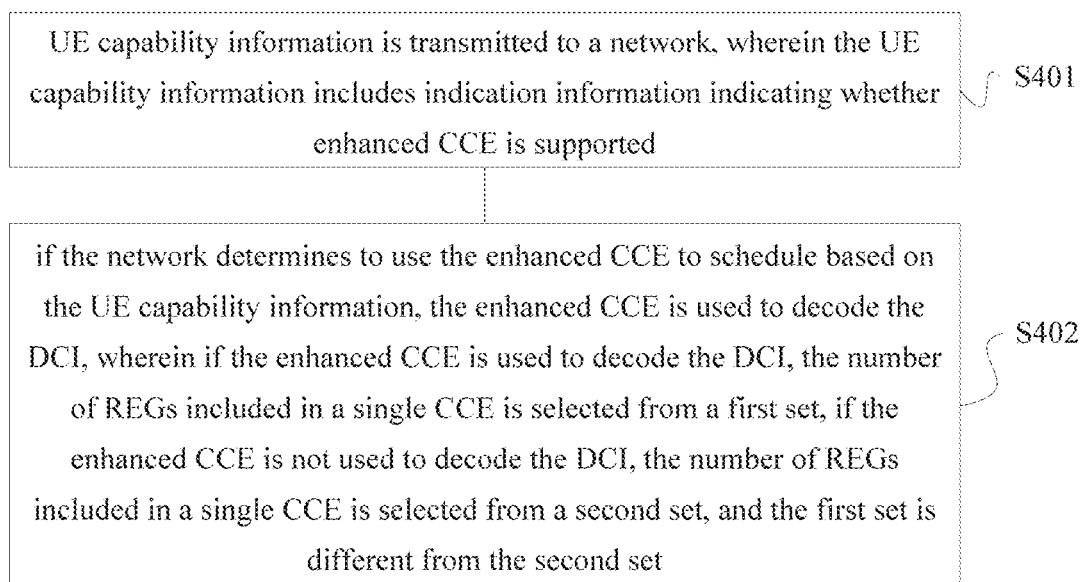 UE capability information is transmitted to a network, wherein the UE
capability information includes indication information indicating whether
enhanced CCE is supported
S401
if the network determines to use the enhanced CCE to schedule based on
the UE capability information, the enhanced CCE is used to decode the
DCI, wherein if the enhanced CCE is used to decode the DCI, the number
of REGs included in a single CCE is selected from a first set, if the
enhanced CCE is not used to decode the DCI, the number of REGs
included in a single CCE is selected from a second set, and the first set is
different from the second set
S402